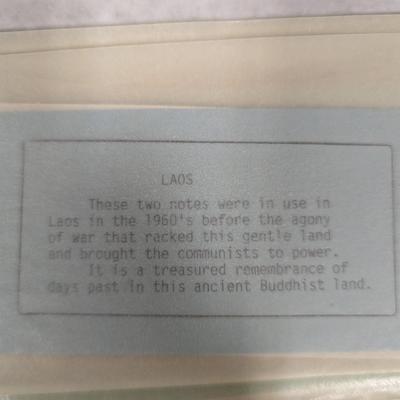 LAOS
These two notes were in use in
Laos in the 1960's before the agony
of war that racked this gentle land
and brought the communists to power.
It is a treasured remembrance of
days past in this ancient Buddhist land.